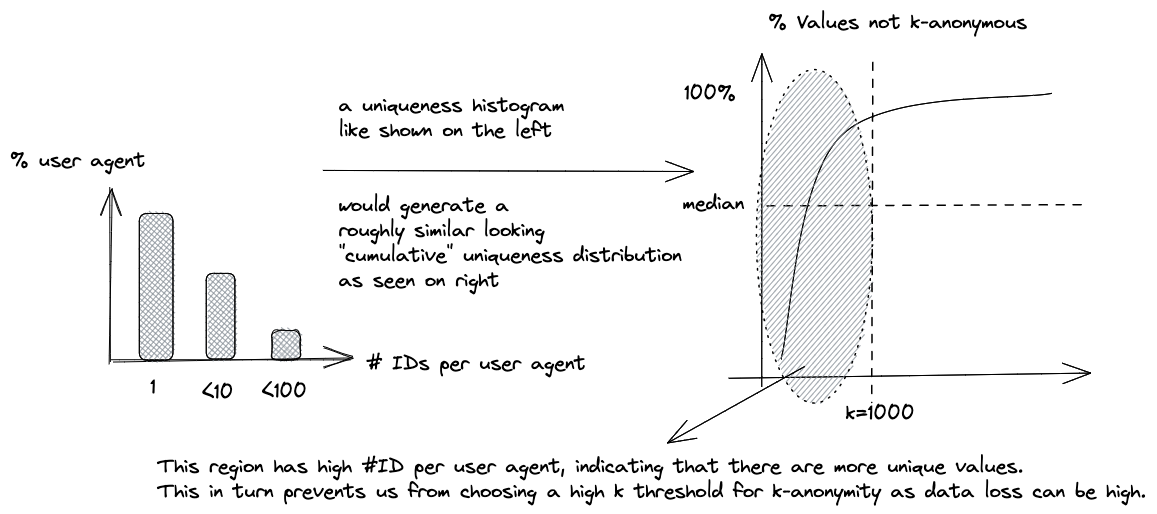 % Values not k-anonymous
100%
a uniqueness histogram
like shown on the left
% user agent
would generate a
roughly similar looking
"cumulative" uniqueness distribution
as seen on right
median
# IDs per user agent
1
<10
<100
k=1000
This region has high #ID per user agent, indicating that there are more unique values.
This in turn prevents us from choosing a high k threshold for k-anonymity as data loss can be high.